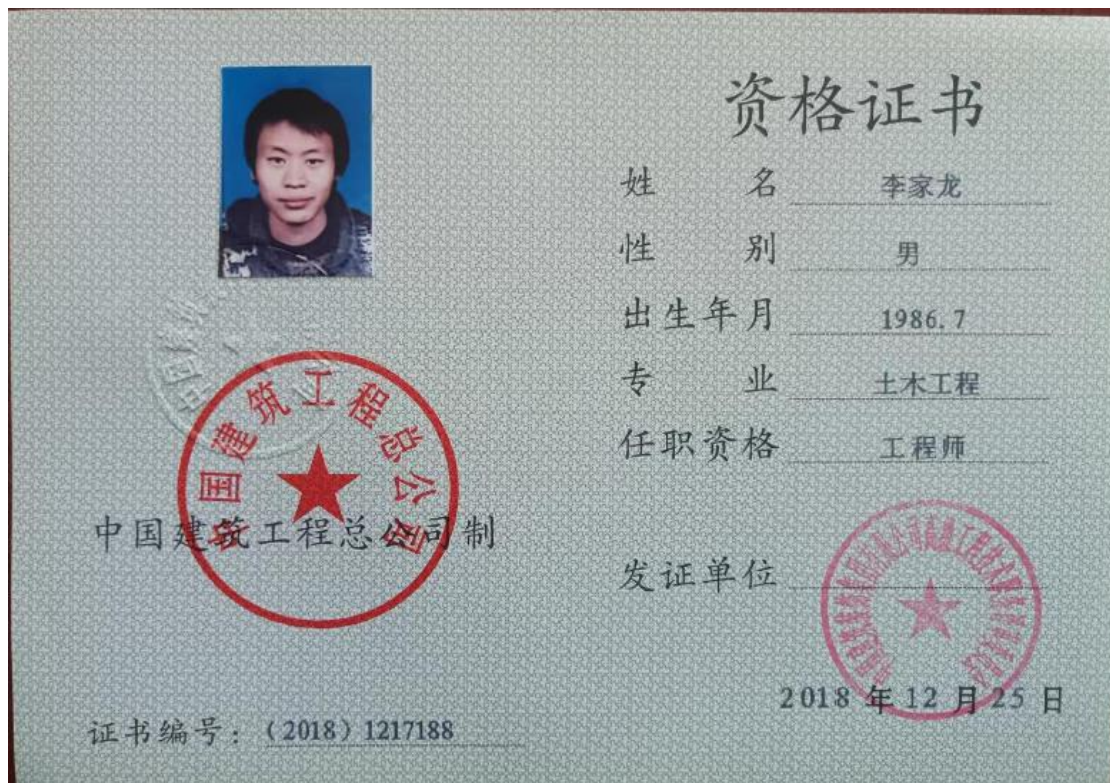 中国建筑工程总公司
中国建筑工程总公司制
证书编号：（2018）1217188
资格证书
姓名 李家龙
性别 男
出生年月 1986.7
专业 土木工程
任职资格 工程师
发证单位
2018 年 12 月 25 日